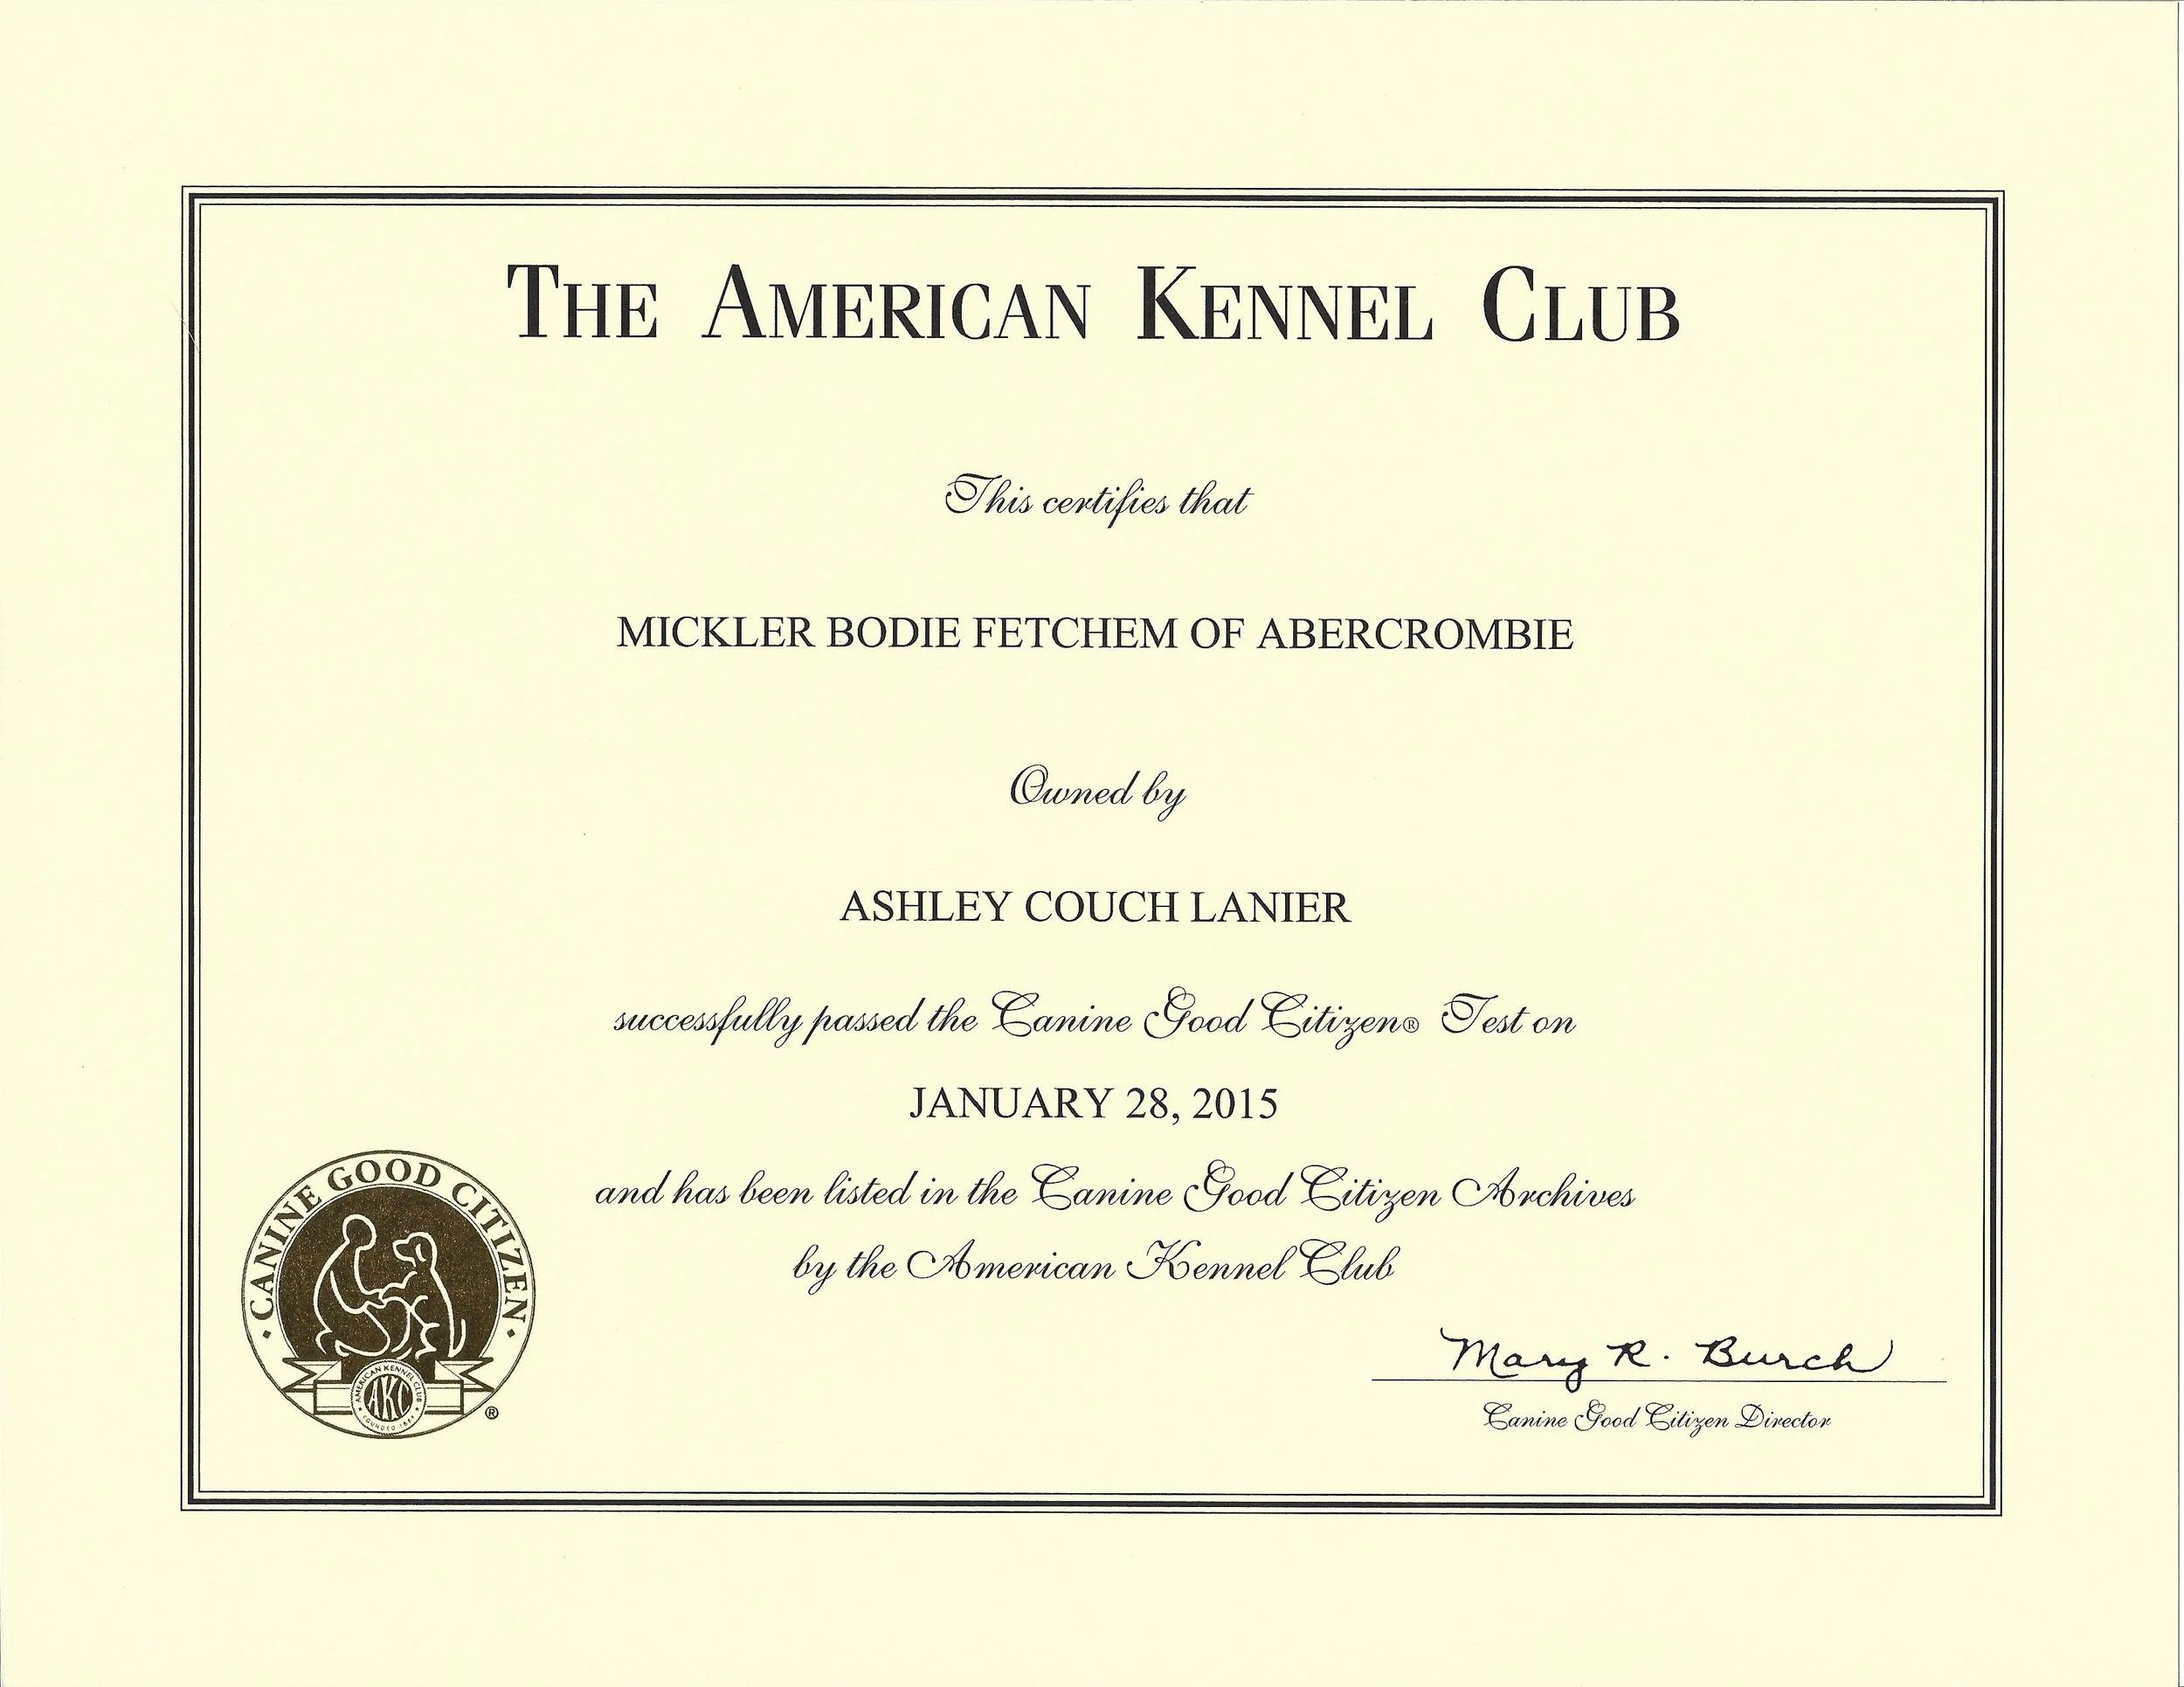 THE AMERICAN KENNEL CLUB
This certifies that
MICKLER BODIE FETCHEM OF ABERCROMBIE
Owned by
ASHLEY COUCH LANIER
successfully passed the Canine Good Citizen® Test on
JANUARY 28, 2015
and has been listed in the Canine Good Citizen Archives
by the American Kennel Club
· CANINE GOOD CITIZEN ·
AMERICAN KENNEL CLUB
AKC
FOUNDED 1884
®
Mary R. Burch
Canine Good Citizen Director